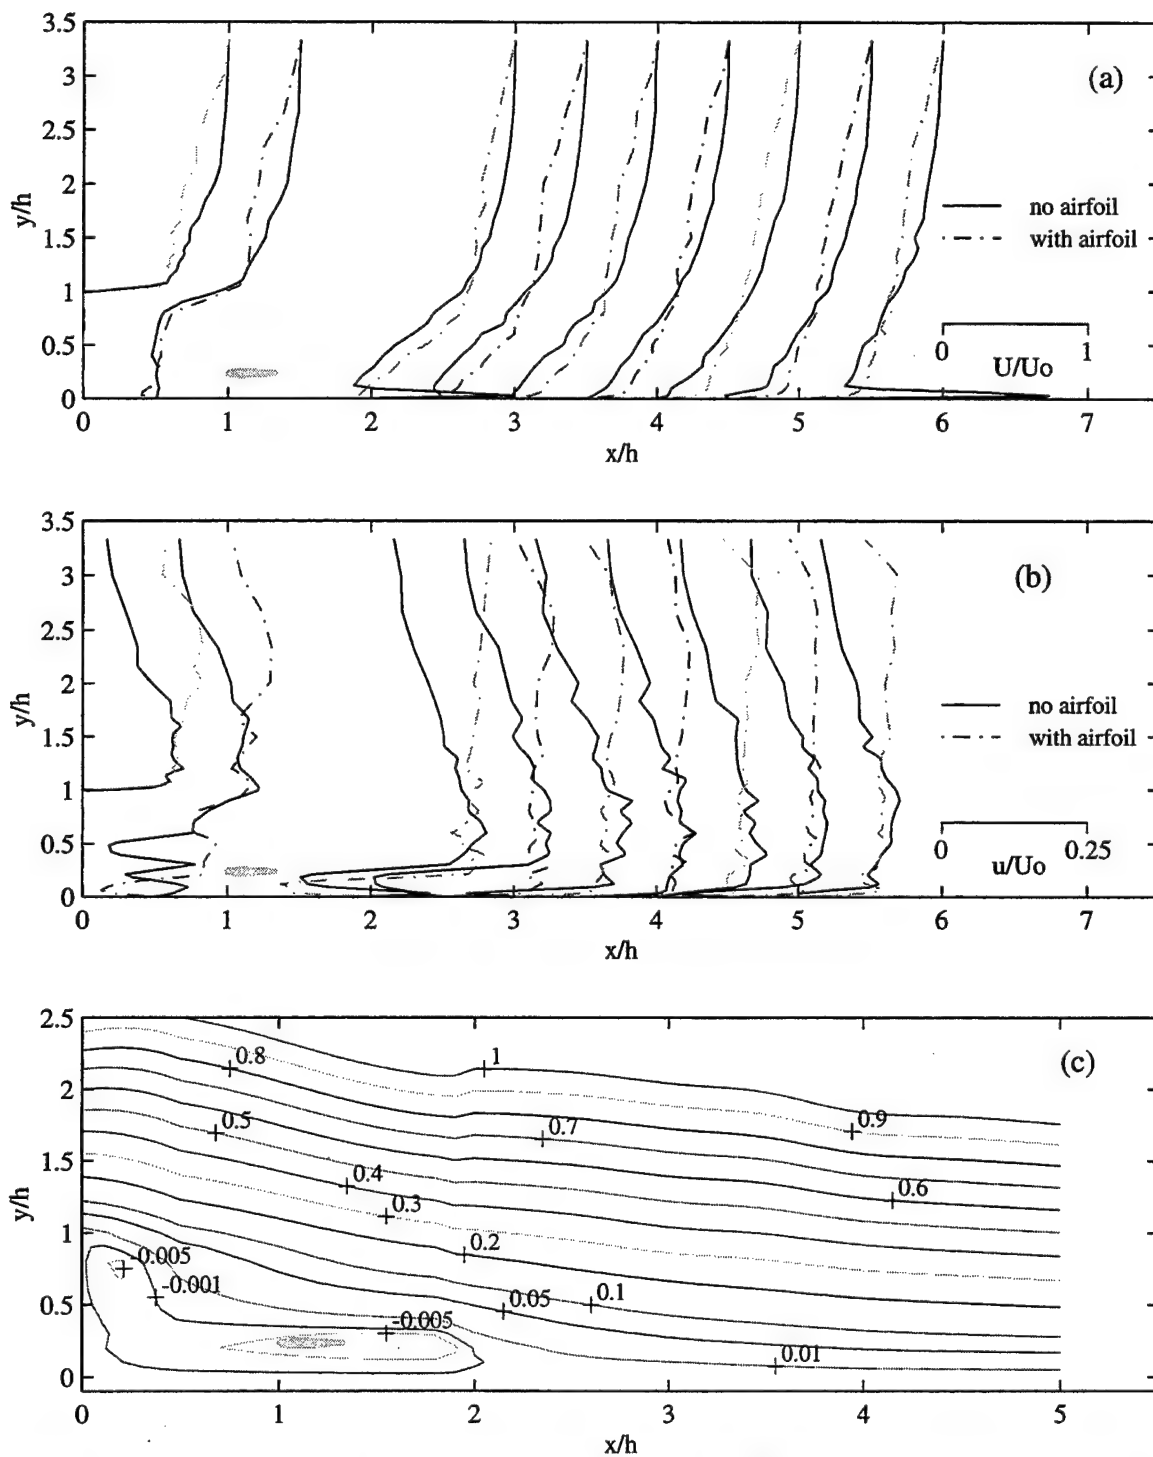 3.5
3
2.5
2
1.5
1
0.5
0
y/h
(a)
no airfoil
with airfoil
0 1
U/Uo
0 1 2 3 4 5 6 7
x/h
3.5
3
2.5
2
1.5
1
0.5
0
y/h
(b)
no airfoil
with airfoil
0 0.25
u/Uo
0 1 2 3 4 5 6 7
x/h
2.5
2
1.5
1
0.5
0
y/h
(c)
0.8
1
0.5
0.7
0.9
0.4
0.6
0.3
0.2
-0.005
-0.001
0.05
0.1
-0.005
0.01
0 1 2 3 4 5
x/h